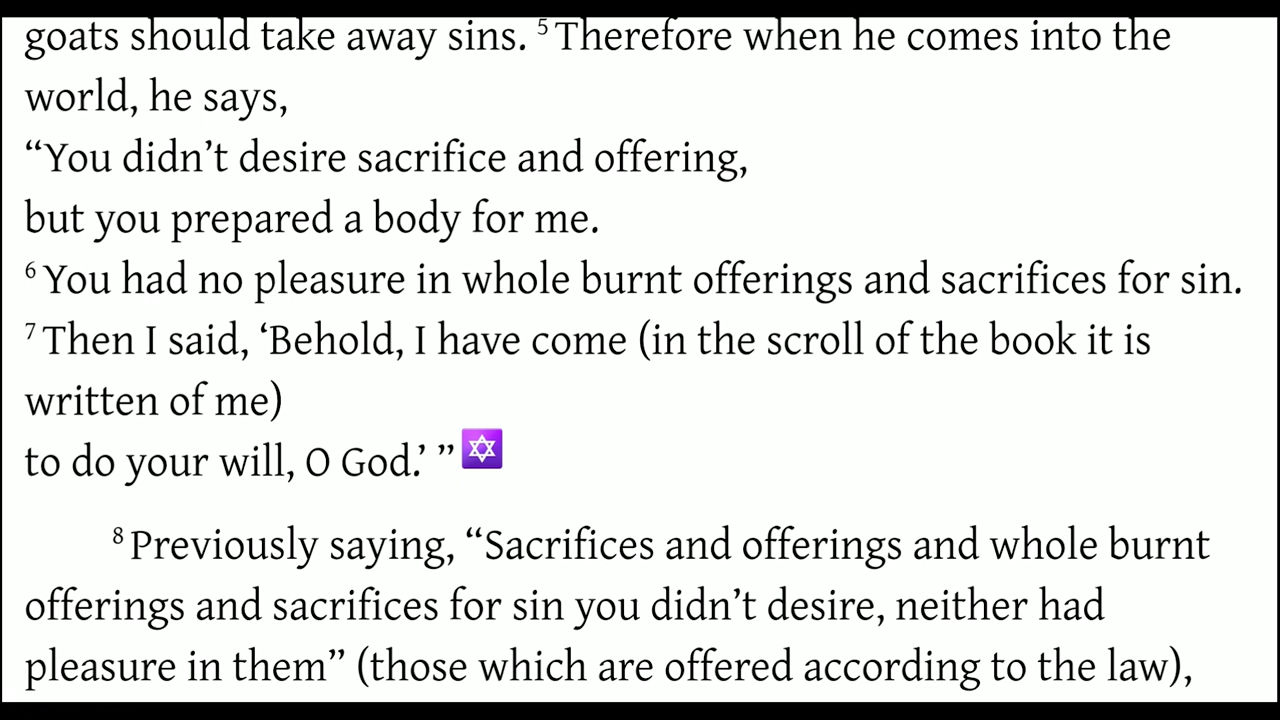 goats should take away sins. ⁵ Therefore when he comes into the
world, he says,
“You didn’t desire sacrifice and offering,
but you prepared a body for me.
⁶ You had no pleasure in whole burnt offerings and sacrifices for sin.
⁷ Then I said, ‘Behold, I have come (in the scroll of the book it is
written of me)
to do your will, O God.’ ” 🔯
⁸ Previously saying, “Sacrifices and offerings and whole burnt
offerings and sacrifices for sin you didn’t desire, neither had
pleasure in them” (those which are offered according to the law),